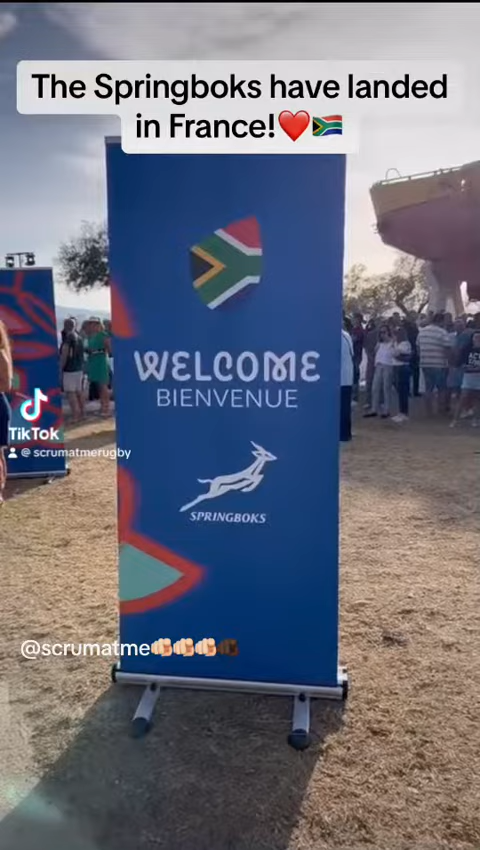 The Springboks have landed
in France!❤️🇿🇦
WELCOME
BIENVENUE
SPRINGBOKS
TikTok
@ scrumatmerugby
@scrumatme👊🏻👊🏻👊🏻👊🏾